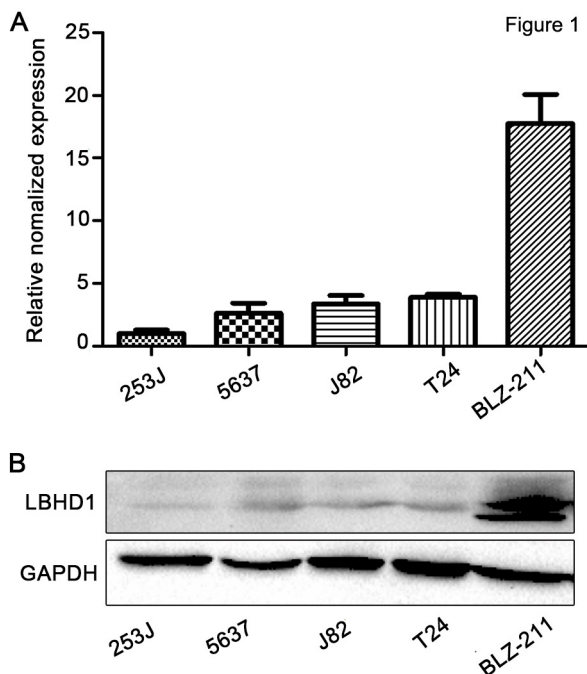 A
Figure 1
Relative nomalized expression
25
20
15
10
5
0
253J
5637
J82
T24
BLZ-211
B
LBHD1
GAPDH
253J
5637
J82
T24
BLZ-211